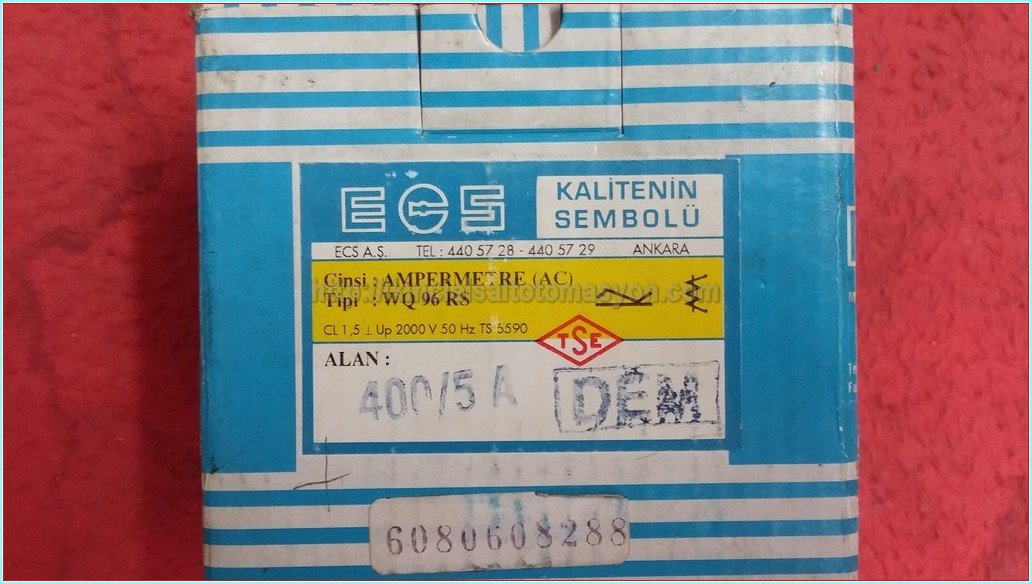 ECS
KALİTENİN
SEMBOLÜ
ECS A.Ş. TEL : 440 57 28 - 440 57 29 ANKARA
Cinsi : AMPERMETRE (AC)
Tipi : WQ 96 RS
CL 1,5 ⊥ Up 2000 V 50 Hz TS 5590
TSE
ALAN :
400/5 A
DEM
6080608288